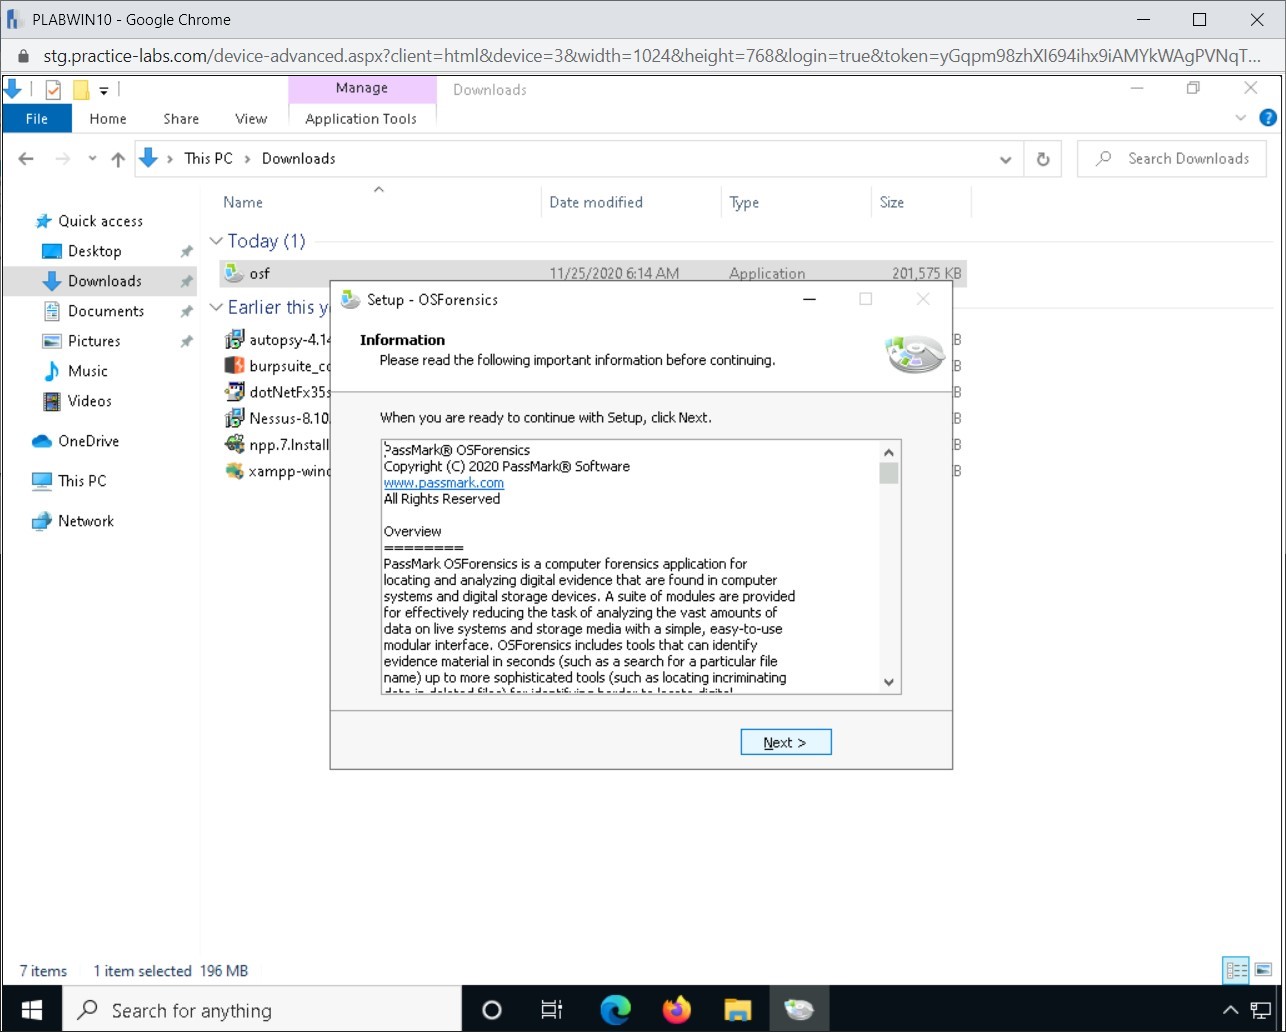 PLABWIN10 - Google Chrome
stg.practice-labs.com/device-advanced.aspx?client=html&device=3&width=1024&height=768&login=true&token=yGqpm98zhXI694ihx9iAMYkWAgPVNqT...
Manage
Downloads
File
Home
Share
View
Application Tools
This PC
Downloads
Search Downloads
Name
Date modified
Type
Size
Quick access
Desktop
Downloads
Documents
Pictures
Music
Videos
OneDrive
This PC
Network
Today (1)
osf 11/25/2020 6:14 AM Application 201,575 KB
Earlier this y
autopsy-4.14
burpsuite_co
dotNetFx35s
Nessus-8.10.
npp.7.Install
xampp-wind
Setup - OSForensics
Information
Please read the following important information before continuing.
When you are ready to continue with Setup, click Next.
PassMark® OSForensics
Copyright (C) 2020 PassMark® Software
www.passmark.com
All Rights Reserved
Overview
========
PassMark OSForensics is a computer forensics application for
locating and analyzing digital evidence that are found in computer
systems and digital storage devices. A suite of modules are provided
for effectively reducing the task of analyzing the vast amounts of
data on live systems and storage media with a simple, easy-to-use
modular interface. OSForensics includes tools that can identify
evidence material in seconds (such as a search for a particular file
name) up to more sophisticated tools (such as locating incriminating
data in deleted files) for identifying harder to locate digital
Next >
7 items
1 item selected 196 MB
Search for anything